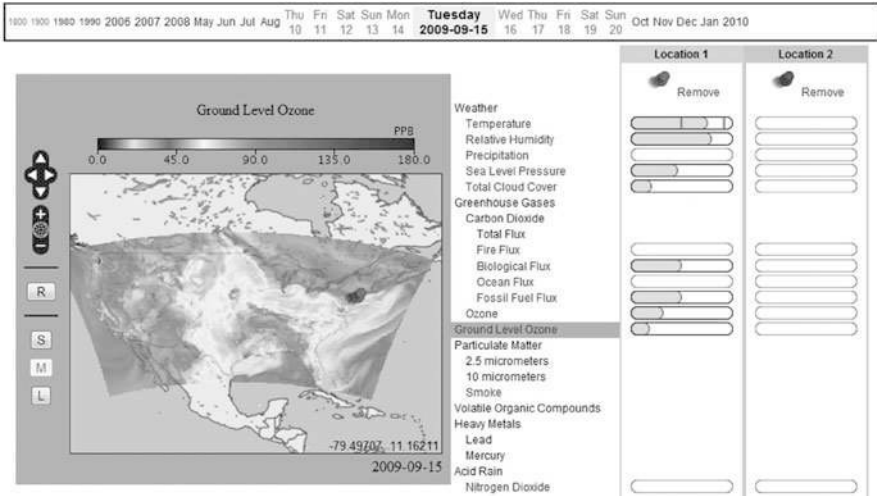 1800 1900 1980 1990 2006 2007 2008 May Jun Jul Aug Thu 10 Fri 11 Sat 12 Sun 13 Mon 14 Tuesday 2009-09-15 Wed 16 Thu 17 Fri 18 Sat 19 Sun 20 Oct Nov Dec Jan 2010
Location 1 Location 2
Remove Remove
Ground Level Ozone
PPB
0.0 45.0 90.0 135.0 180.0
R
S
M
L
-79.49707 11.16211
2009-09-15
Weather
Temperature
Relative Humidity
Precipitation
Sea Level Pressure
Total Cloud Cover
Greenhouse Gases
Carbon Dioxide
Total Flux
Fire Flux
Biological Flux
Ocean Flux
Fossil Fuel Flux
Ozone
Ground Level Ozone
Particulate Matter
2.5 micrometers
10 micrometers
Smoke
Volatile Organic Compounds
Heavy Metals
Lead
Mercury
Acid Rain
Nitrogen Dioxide